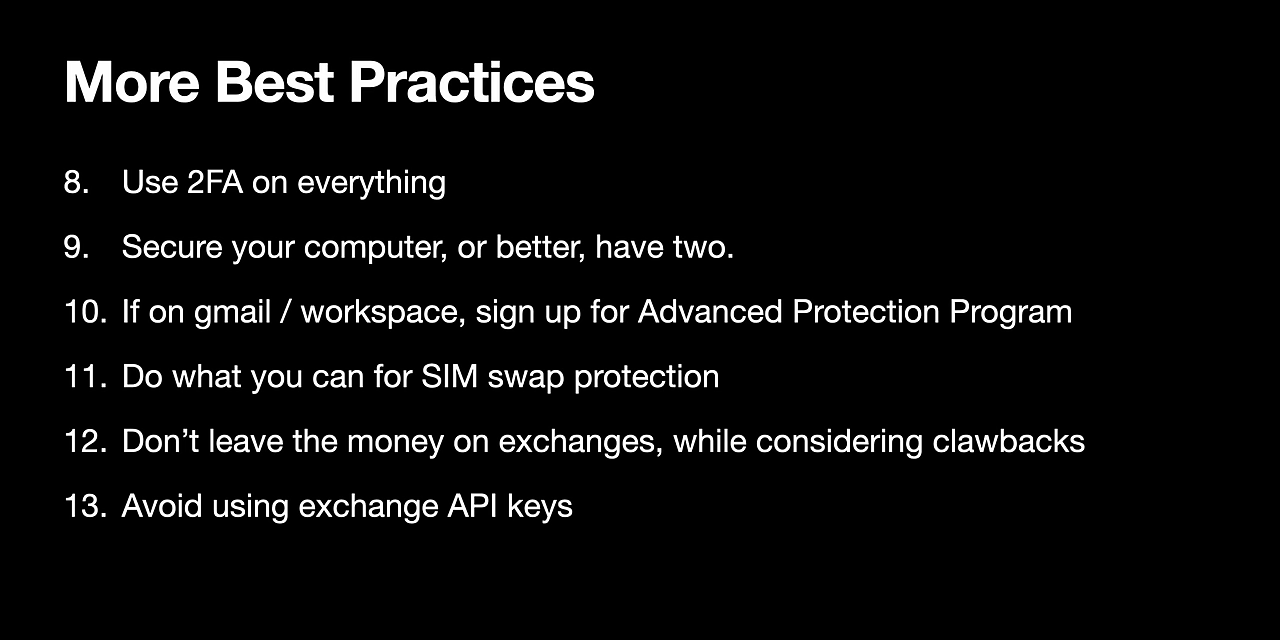 More Best Practices
8. Use 2FA on everything
9. Secure your computer, or better, have two.
10. If on gmail / workspace, sign up for Advanced Protection Program
11. Do what you can for SIM swap protection
12. Don’t leave the money on exchanges, while considering clawbacks
13. Avoid using exchange API keys